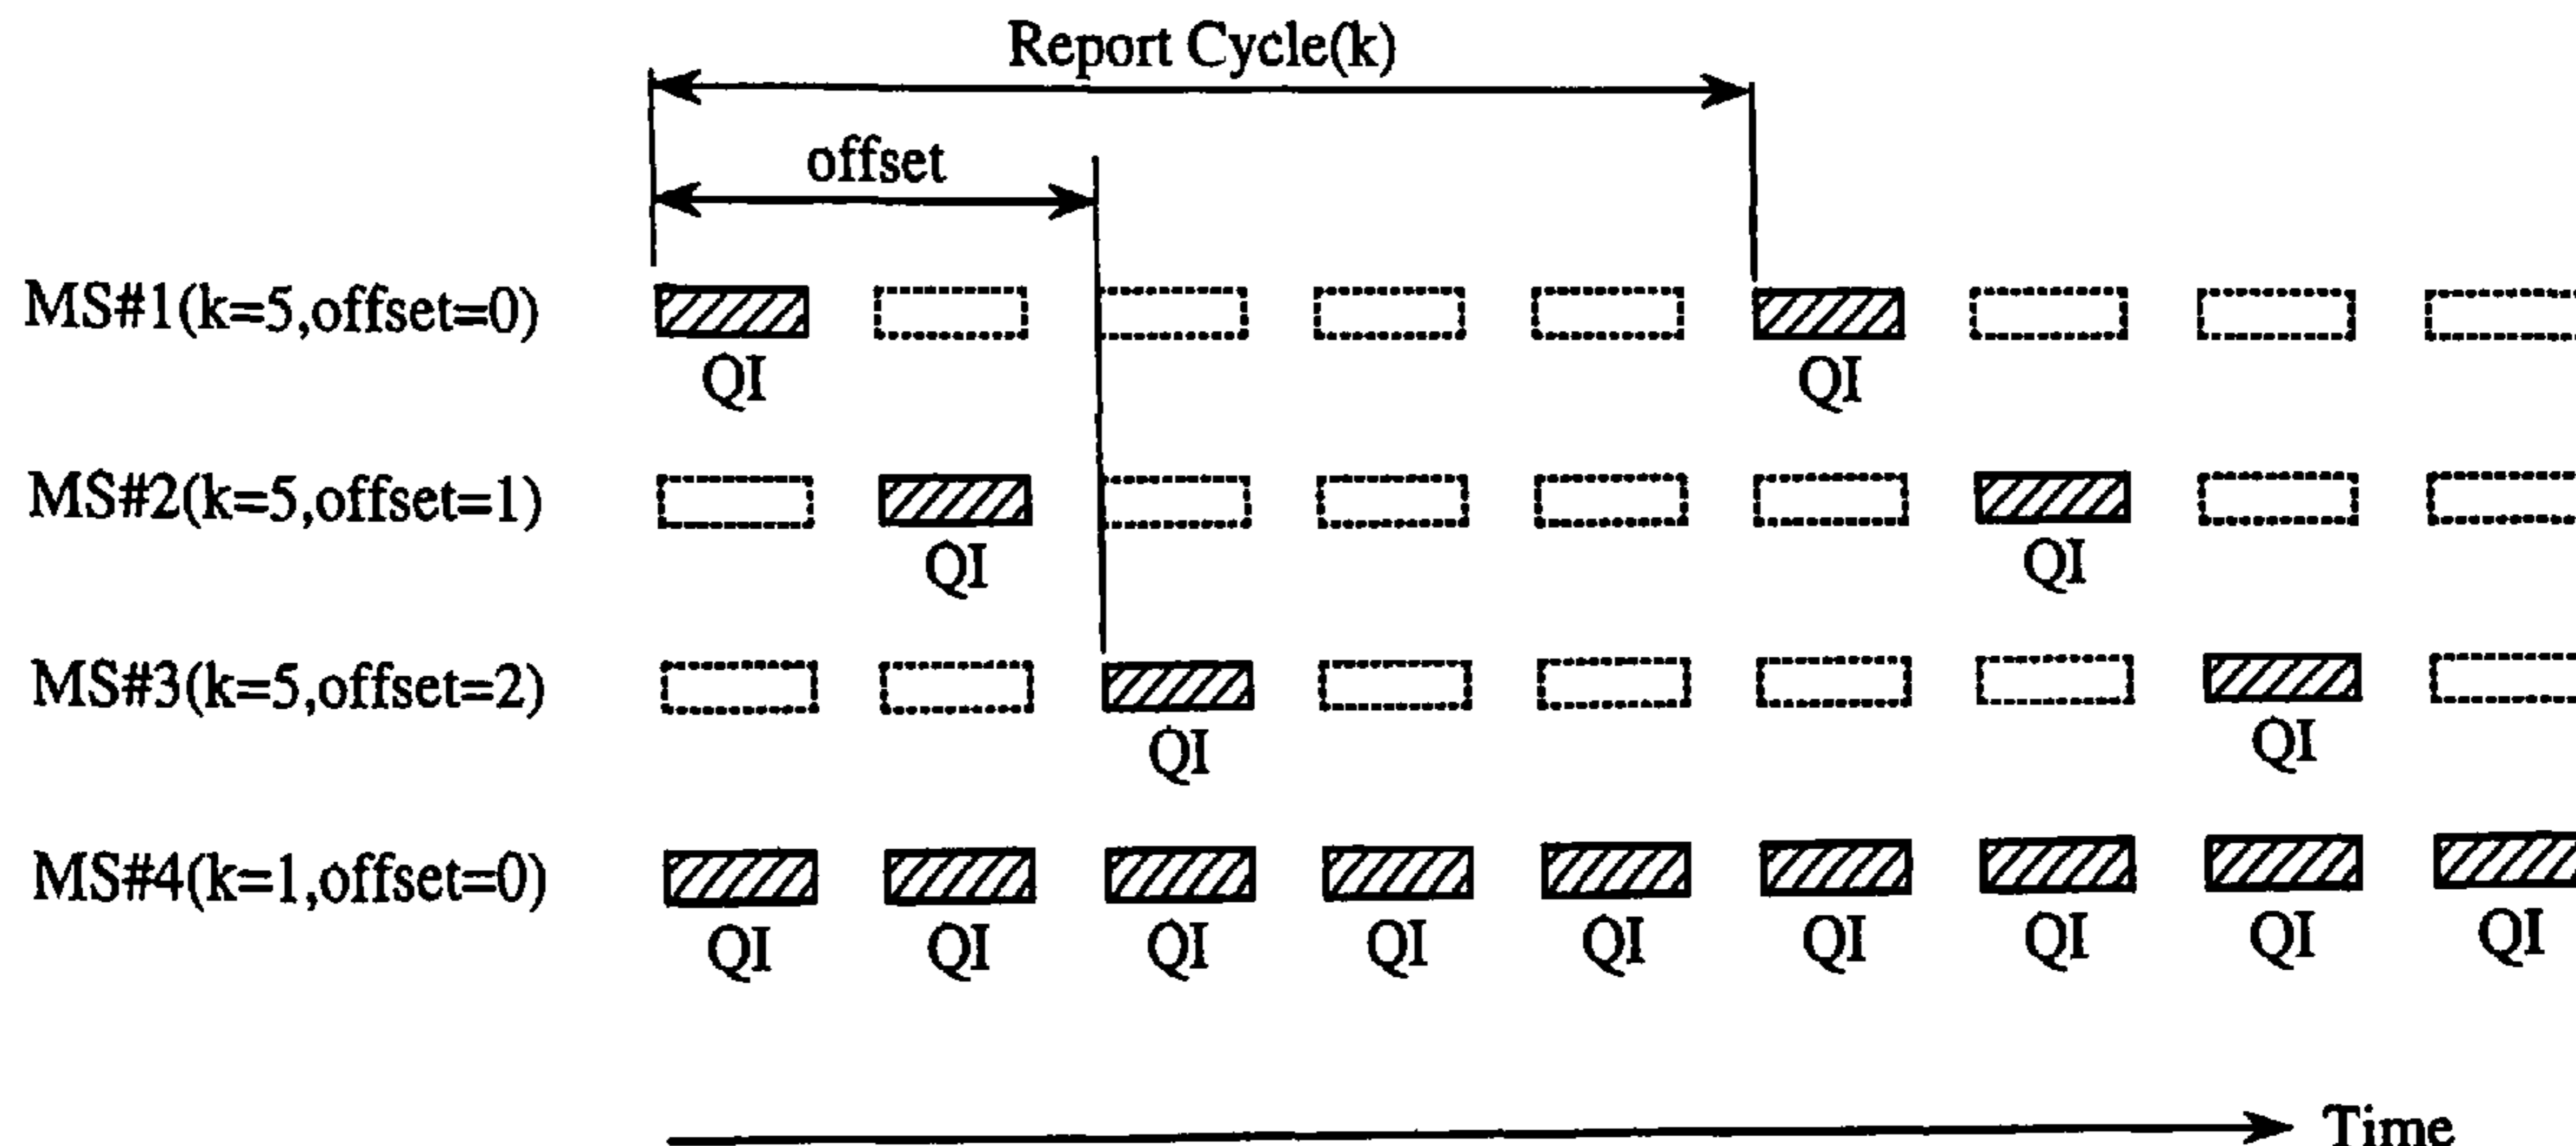 Report Cycle(k)
offset
MS#1(k=5,offset=0)
QI QI
MS#2(k=5,offset=1)
QI QI
MS#3(k=5,offset=2)
QI QI
MS#4(k=1,offset=0)
QI QI QI QI QI QI QI QI QI
Time